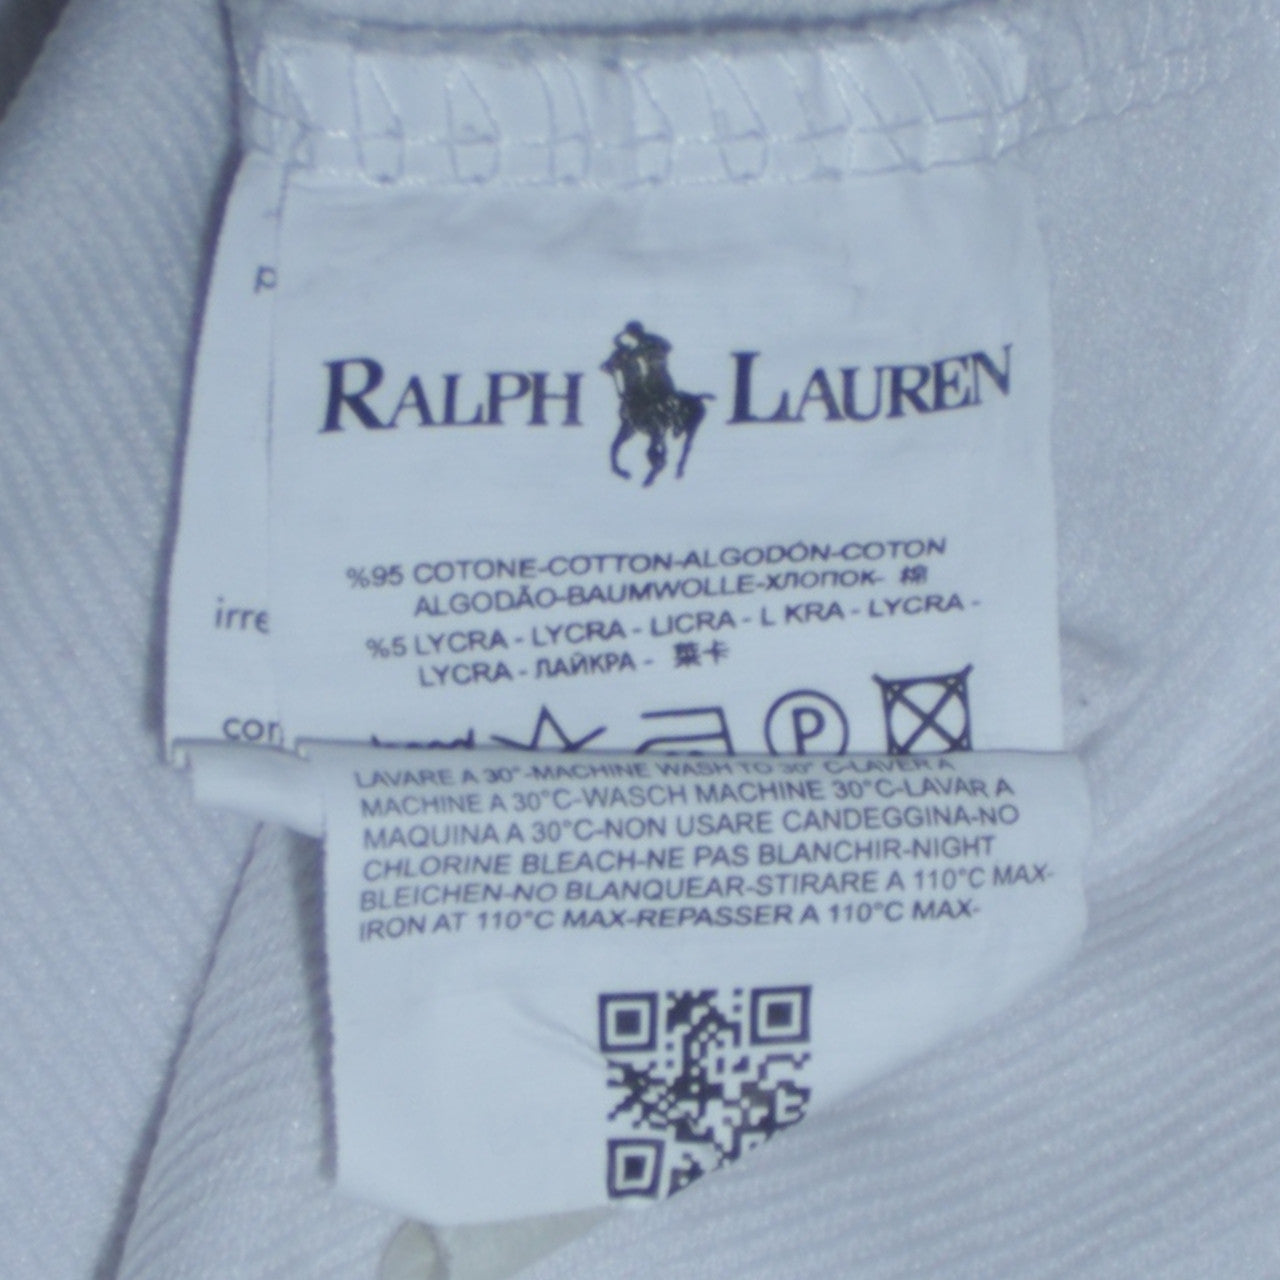 P
RALPH LAUREN
%95 COTONE-COTTON-ALGODÓN-COTON
ALGODÃO-BAUMWOLLE-ХЛОПОК- 棉
%5 LYCRA - LYCRA - LICRA - L KRA - LYCRA -
LYCRA - ЛАЙКРА - 莱卡
irre
P
con
LAVARE A 30°-MACHINE WASH TO 30° C-LAVER A
MACHINE A 30°C-WASCH MACHINE 30°C-LAVAR A
MAQUINA A 30°C-NON USARE CANDEGGINA-NO
CHLORINE BLEACH-NE PAS BLANCHIR-NIGHT
BLEICHEN-NO BLANQUEAR-STIRARE A 110°C MAX-
IRON AT 110°C MAX-REPASSER A 110°C MAX-